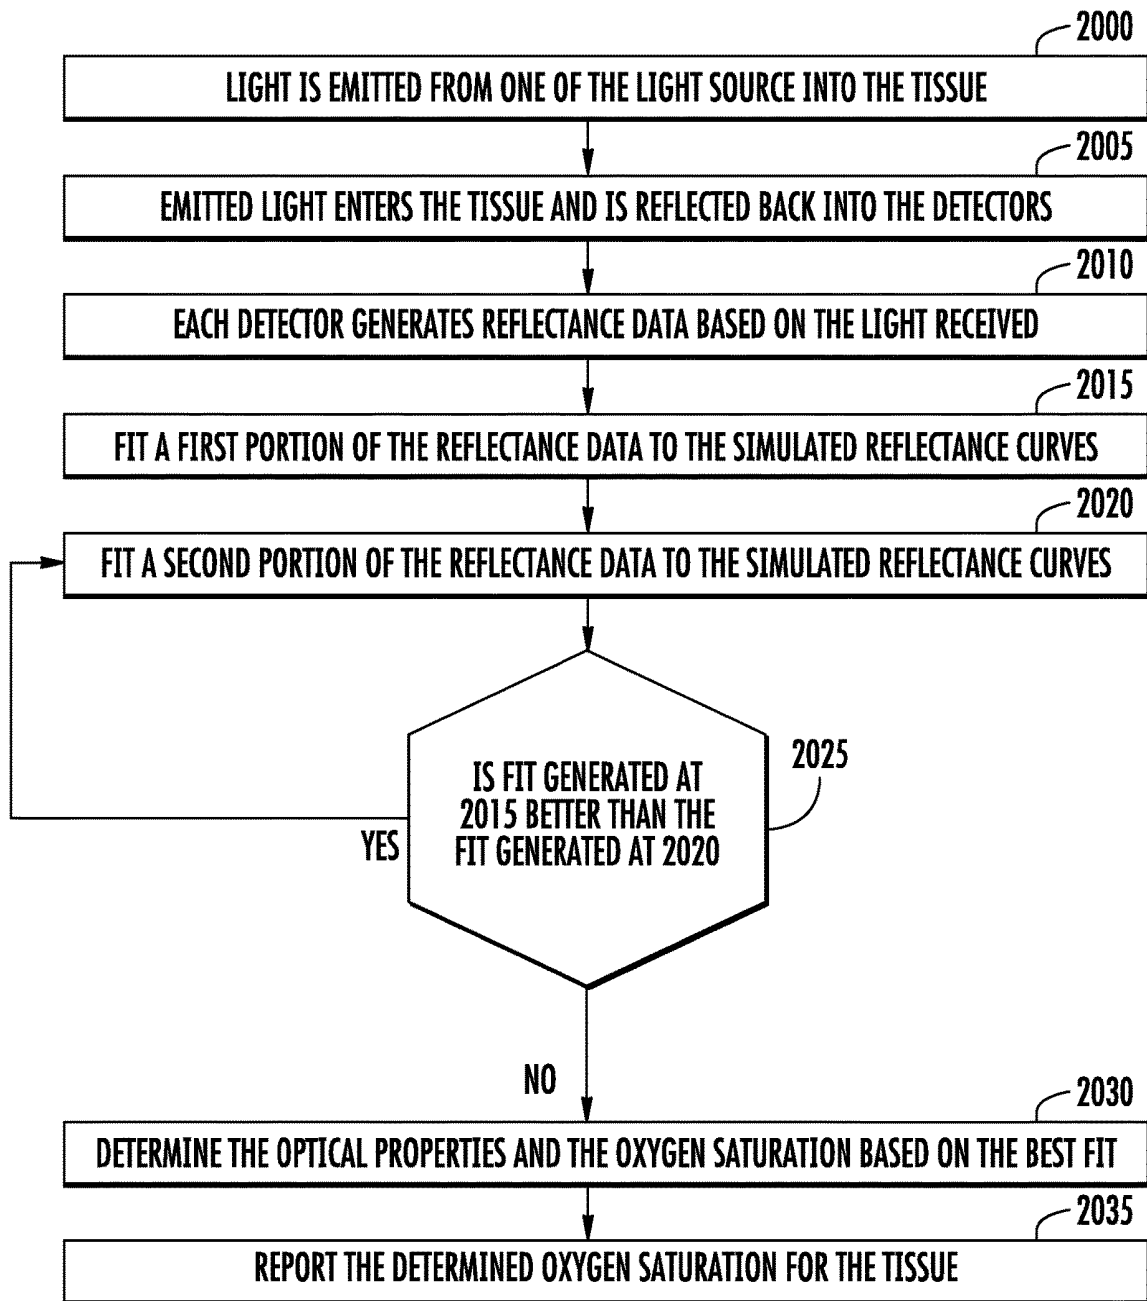 2000
LIGHT IS EMITTED FROM ONE OF THE LIGHT SOURCE INTO THE TISSUE
2005
EMITTED LIGHT ENTERS THE TISSUE AND IS REFLECTED BACK INTO THE DETECTORS
2010
EACH DETECTOR GENERATES REFLECTANCE DATA BASED ON THE LIGHT RECEIVED
2015
FIT A FIRST PORTION OF THE REFLECTANCE DATA TO THE SIMULATED REFLECTANCE CURVES
2020
FIT A SECOND PORTION OF THE REFLECTANCE DATA TO THE SIMULATED REFLECTANCE CURVES
2025
IS FIT GENERATED AT
2015 BETTER THAN THE
FIT GENERATED AT 2020
YES
NO
2030
DETERMINE THE OPTICAL PROPERTIES AND THE OXYGEN SATURATION BASED ON THE BEST FIT
2035
REPORT THE DETERMINED OXYGEN SATURATION FOR THE TISSUE